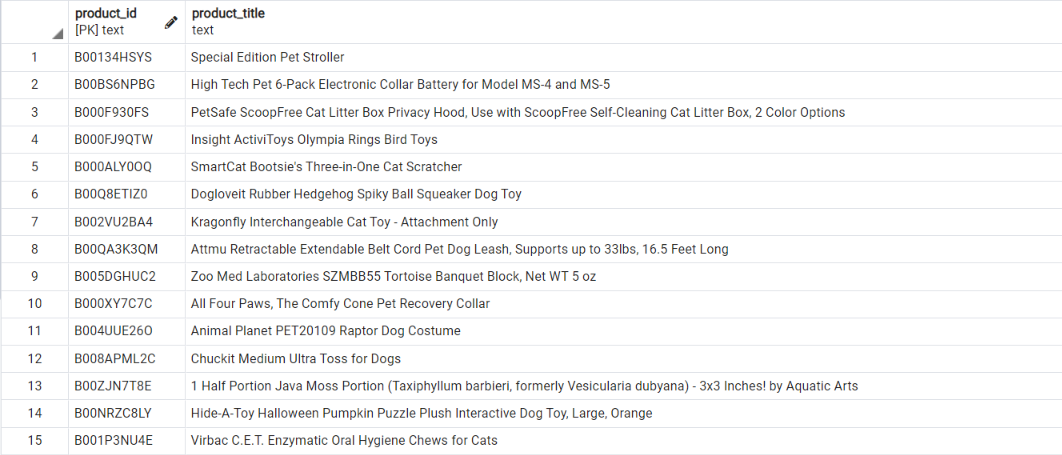 product_id product_title
[PK] text text
1 B00134HSYS Special Edition Pet Stroller
2 B00BS6NPBG High Tech Pet 6-Pack Electronic Collar Battery for Model MS-4 and MS-5
3 B000F930FS PetSafe ScoopFree Cat Litter Box Privacy Hood, Use with ScoopFree Self-Cleaning Cat Litter Box, 2 Color Options
4 B000FJ9QTW Insight ActiviToys Olympia Rings Bird Toys
5 B000ALY0OQ SmartCat Bootsie's Three-in-One Cat Scratcher
6 B00Q8ETIZ0 Dogloveit Rubber Hedgehog Spiky Ball Squeaker Dog Toy
7 B002VU2BA4 Kragonfly Interchangeable Cat Toy - Attachment Only
8 B00QA3K3QM Attmu Retractable Extendable Belt Cord Pet Dog Leash, Supports up to 33lbs, 16.5 Feet Long
9 B005DGHUC2 Zoo Med Laboratories SZMBB55 Tortoise Banquet Block, Net WT 5 oz
10 B000XY7C7C All Four Paws, The Comfy Cone Pet Recovery Collar
11 B004UUE26O Animal Planet PET20109 Raptor Dog Costume
12 B008APML2C Chuckit Medium Ultra Toss for Dogs
13 B00ZJN7T8E 1 Half Portion Java Moss Portion (Taxiphyllum barbieri, formerly Vesicularia dubyana) - 3x3 Inches! by Aquatic Arts
14 B00NRZC8LY Hide-A-Toy Halloween Pumpkin Puzzle Plush Interactive Dog Toy, Large, Orange
15 B001P3NU4E Virbac C.E.T. Enzymatic Oral Hygiene Chews for Cats